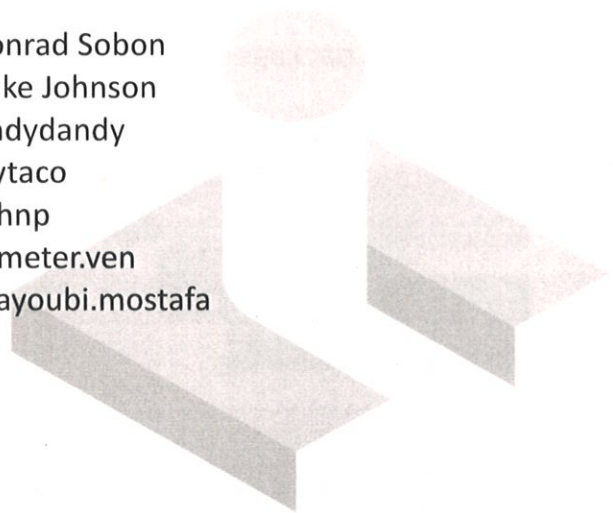 onrad Sobon
ke Johnson
dydandy
ytaco
hnp
meter.ven
ayoubi.mostafa